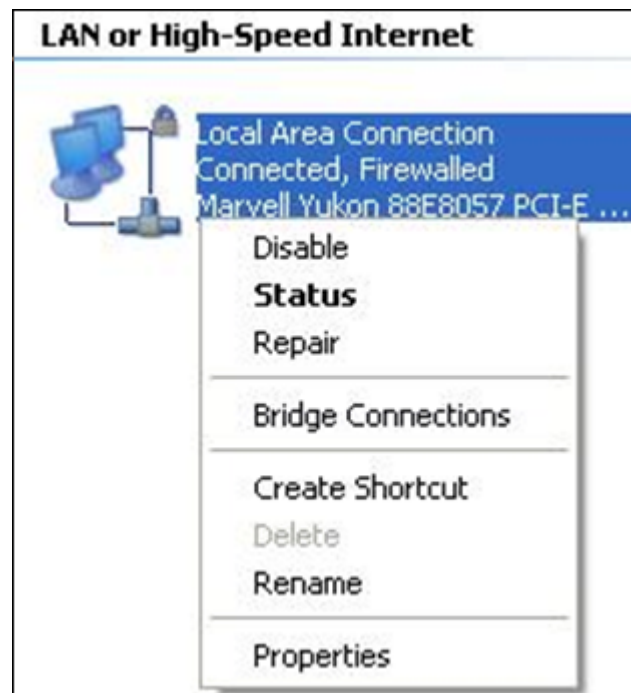 LAN or High-Speed Internet
Local Area Connection
Connected, Firewalled
Marvell Yukon 88E8057 PCI-E ...
Disable
Status
Repair
Bridge Connections
Create Shortcut
Delete
Rename
Properties